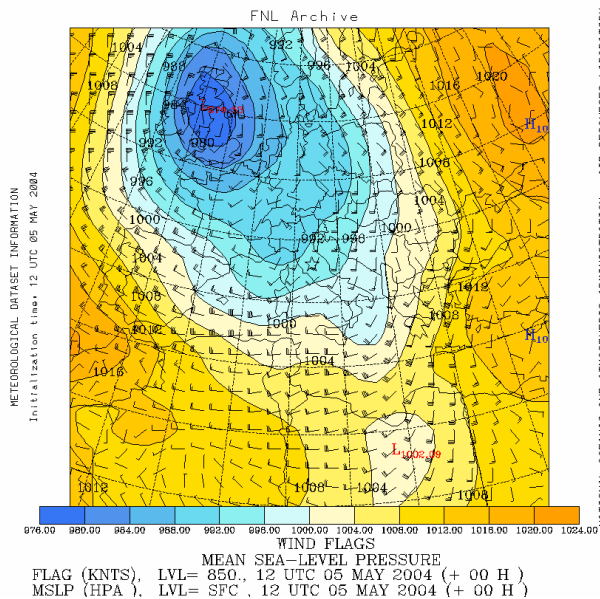 FNL Archive
METEOROLOGICAL DATASET INFORMATION
Initialization time: 12 UTC 05 MAY 2004
1004
992
996
1004
1020
988
1008
1016
H
1012
992
980
1008
996
1004
1000
992 996
1000
1004
1008
1012
1008
1012
1000
H
1004
1016
L1002.09
1012
1008
1004
1008
976.00 980.00 984.00 988.00 992.00 996.00 1000.00 1004.00 1008.00 1012.00 1016.00 1020.00 1024.00
WIND FLAGS
MEAN SEA-LEVEL PRESSURE
FLAG (KNTS), LVL= 850., 12 UTC 05 MAY 2004 (+ 00 H )
MSLP (HPA ), LVL= SFC , 12 UTC 05 MAY 2004 (+ 00 H )